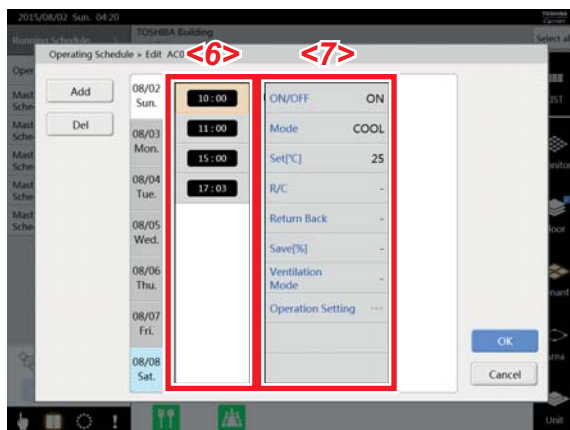 2015/08/02 Sun. 04:20
TOSHIBA
Carrier
Running Schedule
TOSHIBA Building
Select al
Operating Schedule » Edit AC0
<6>
<7>
Oper
Add
Del
Mast
Sche
Mast
Sche
Mast
Sche
Mast
Sche
Mast
Sche
08/02
Sun.
08/03
Mon.
08/04
Tue.
08/05
Wed.
08/06
Thu.
08/07
Fri.
08/08
Sat.
10:00
11:00
15:00
17:03
ON/OFF ON
Mode COOL
Set[°C] 25
R/C -
Return Back -
Save[%] -
Ventilation
Mode -
Operation Setting ---
OK
Cancel
IST
onitor
loor
nant
rea
Unit